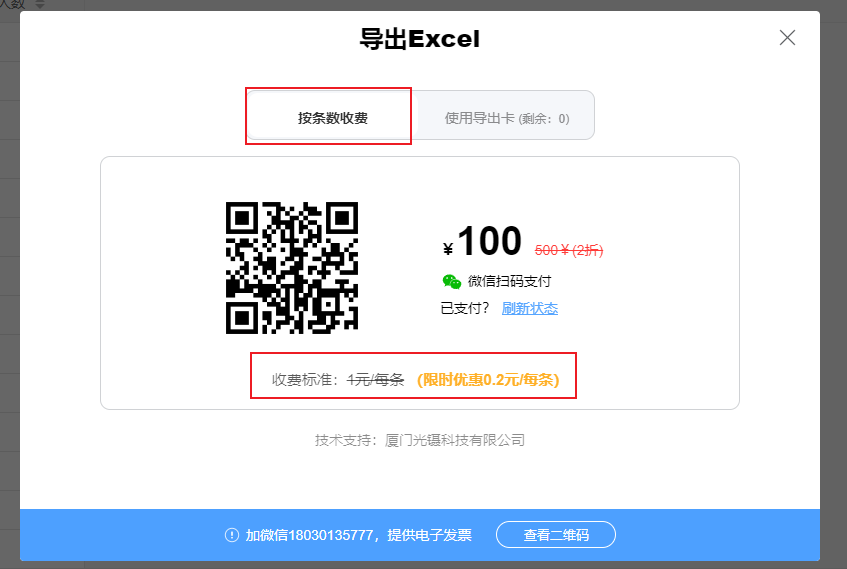 人数
导出Excel
按条数收费
使用导出卡 (剩余：0)
￥100 500￥(2折)
微信扫码支付
已支付？ 刷新状态
收费标准：1元/每条 (限时优惠0.2元/每条)
技术支持：厦门光镊科技有限公司
加微信18030135777，提供电子发票
查看二维码